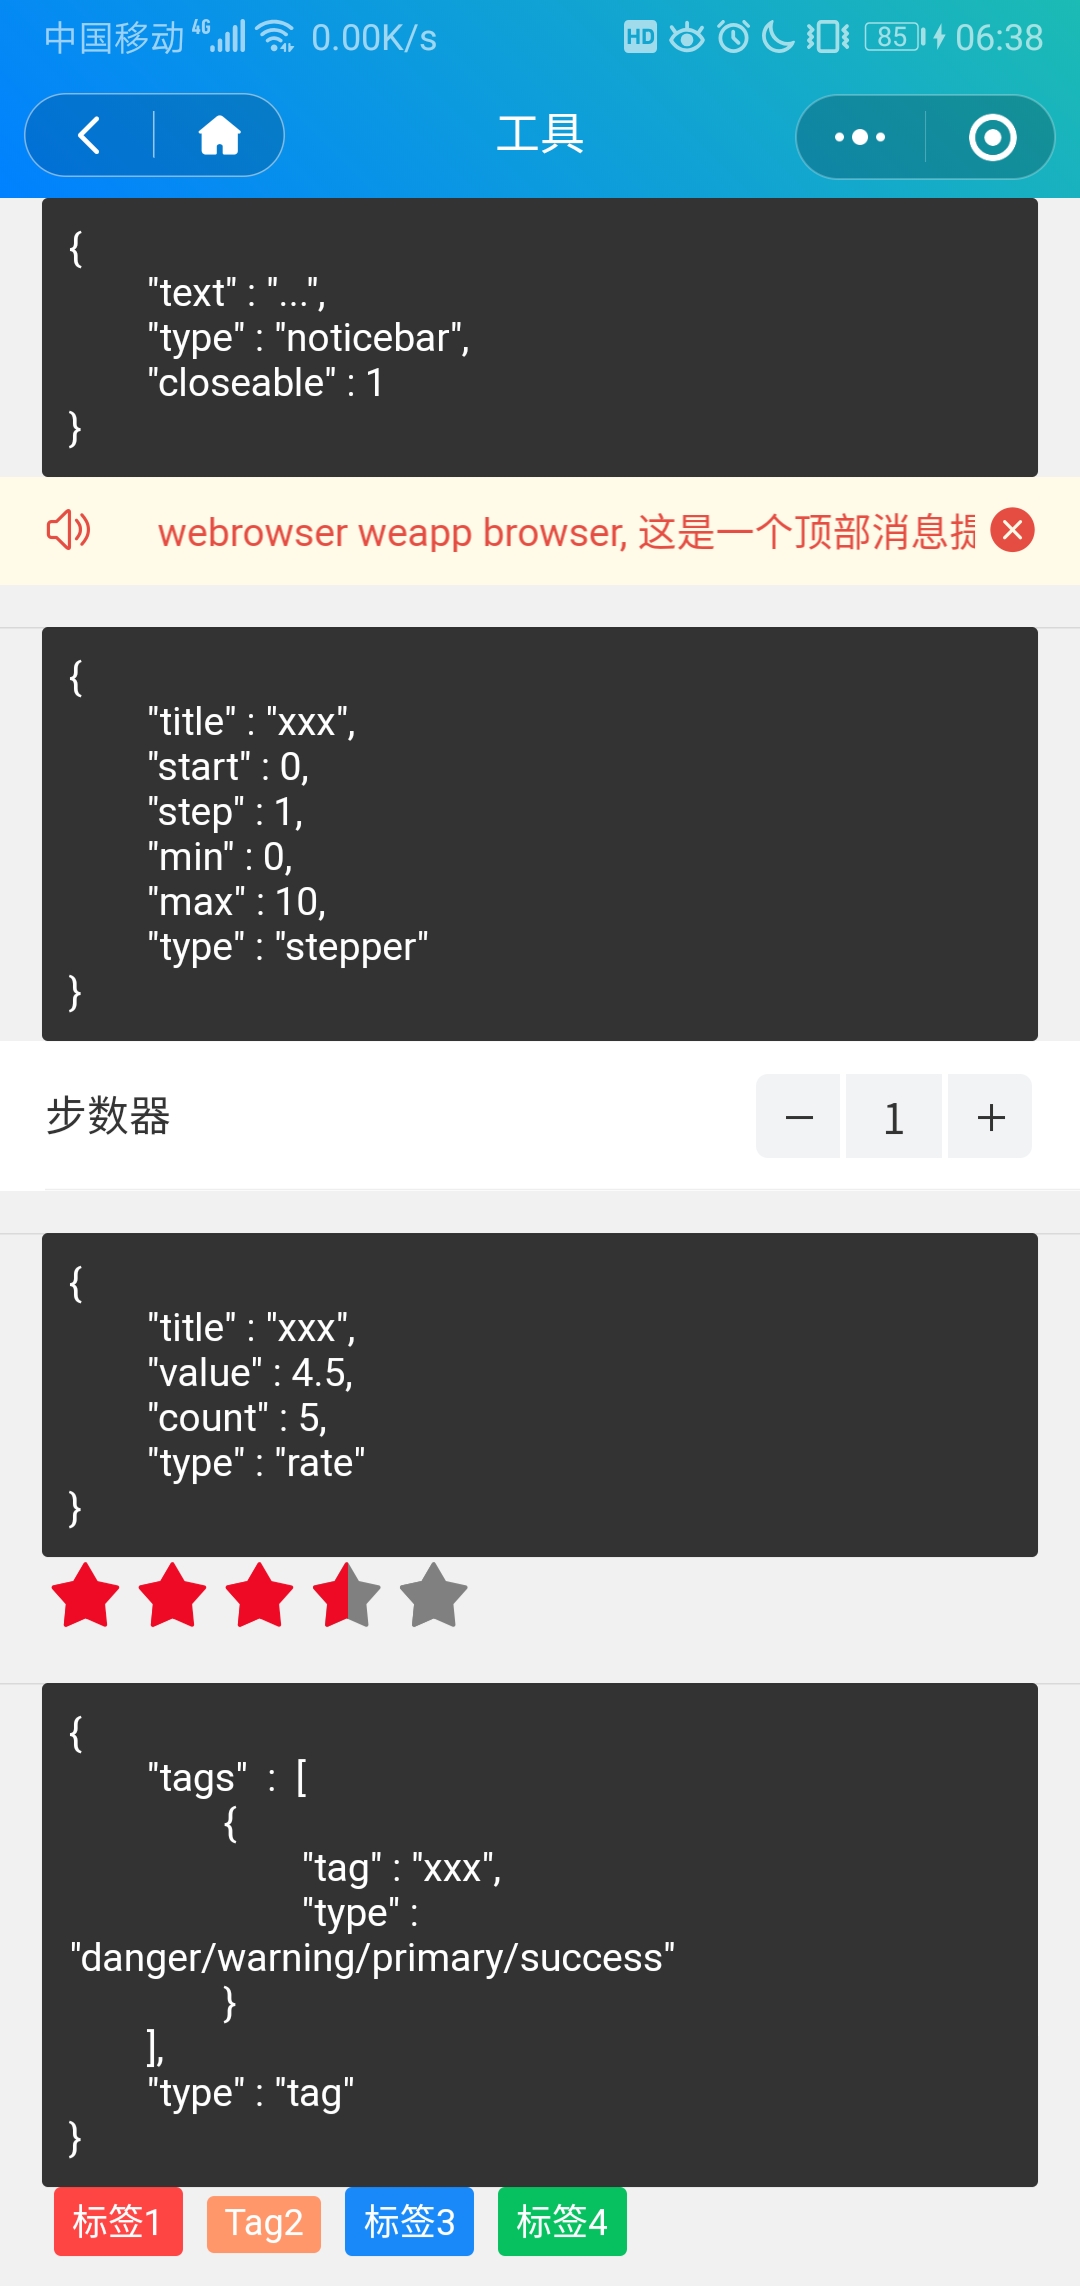 中国移动 4G 0.00K/s HD 85 06:38
工具
{
"text" : "...",
"type" : "noticebar",
"closeable" : 1
}
webrowser weapp browser, 这是一个顶部消息提
{
"title" : "xxx",
"start" : 0,
"step" : 1,
"min" : 0,
"max" : 10,
"type" : "stepper"
}
步数器 − 1 +
{
"title" : "xxx",
"value" : 4.5,
"count" : 5,
"type" : "rate"
}
{
"tags" : [
{
"tag" : "xxx",
"type" :
"danger/warning/primary/success"
}
],
"type" : "tag"
}
标签1 Tag2 标签3 标签4